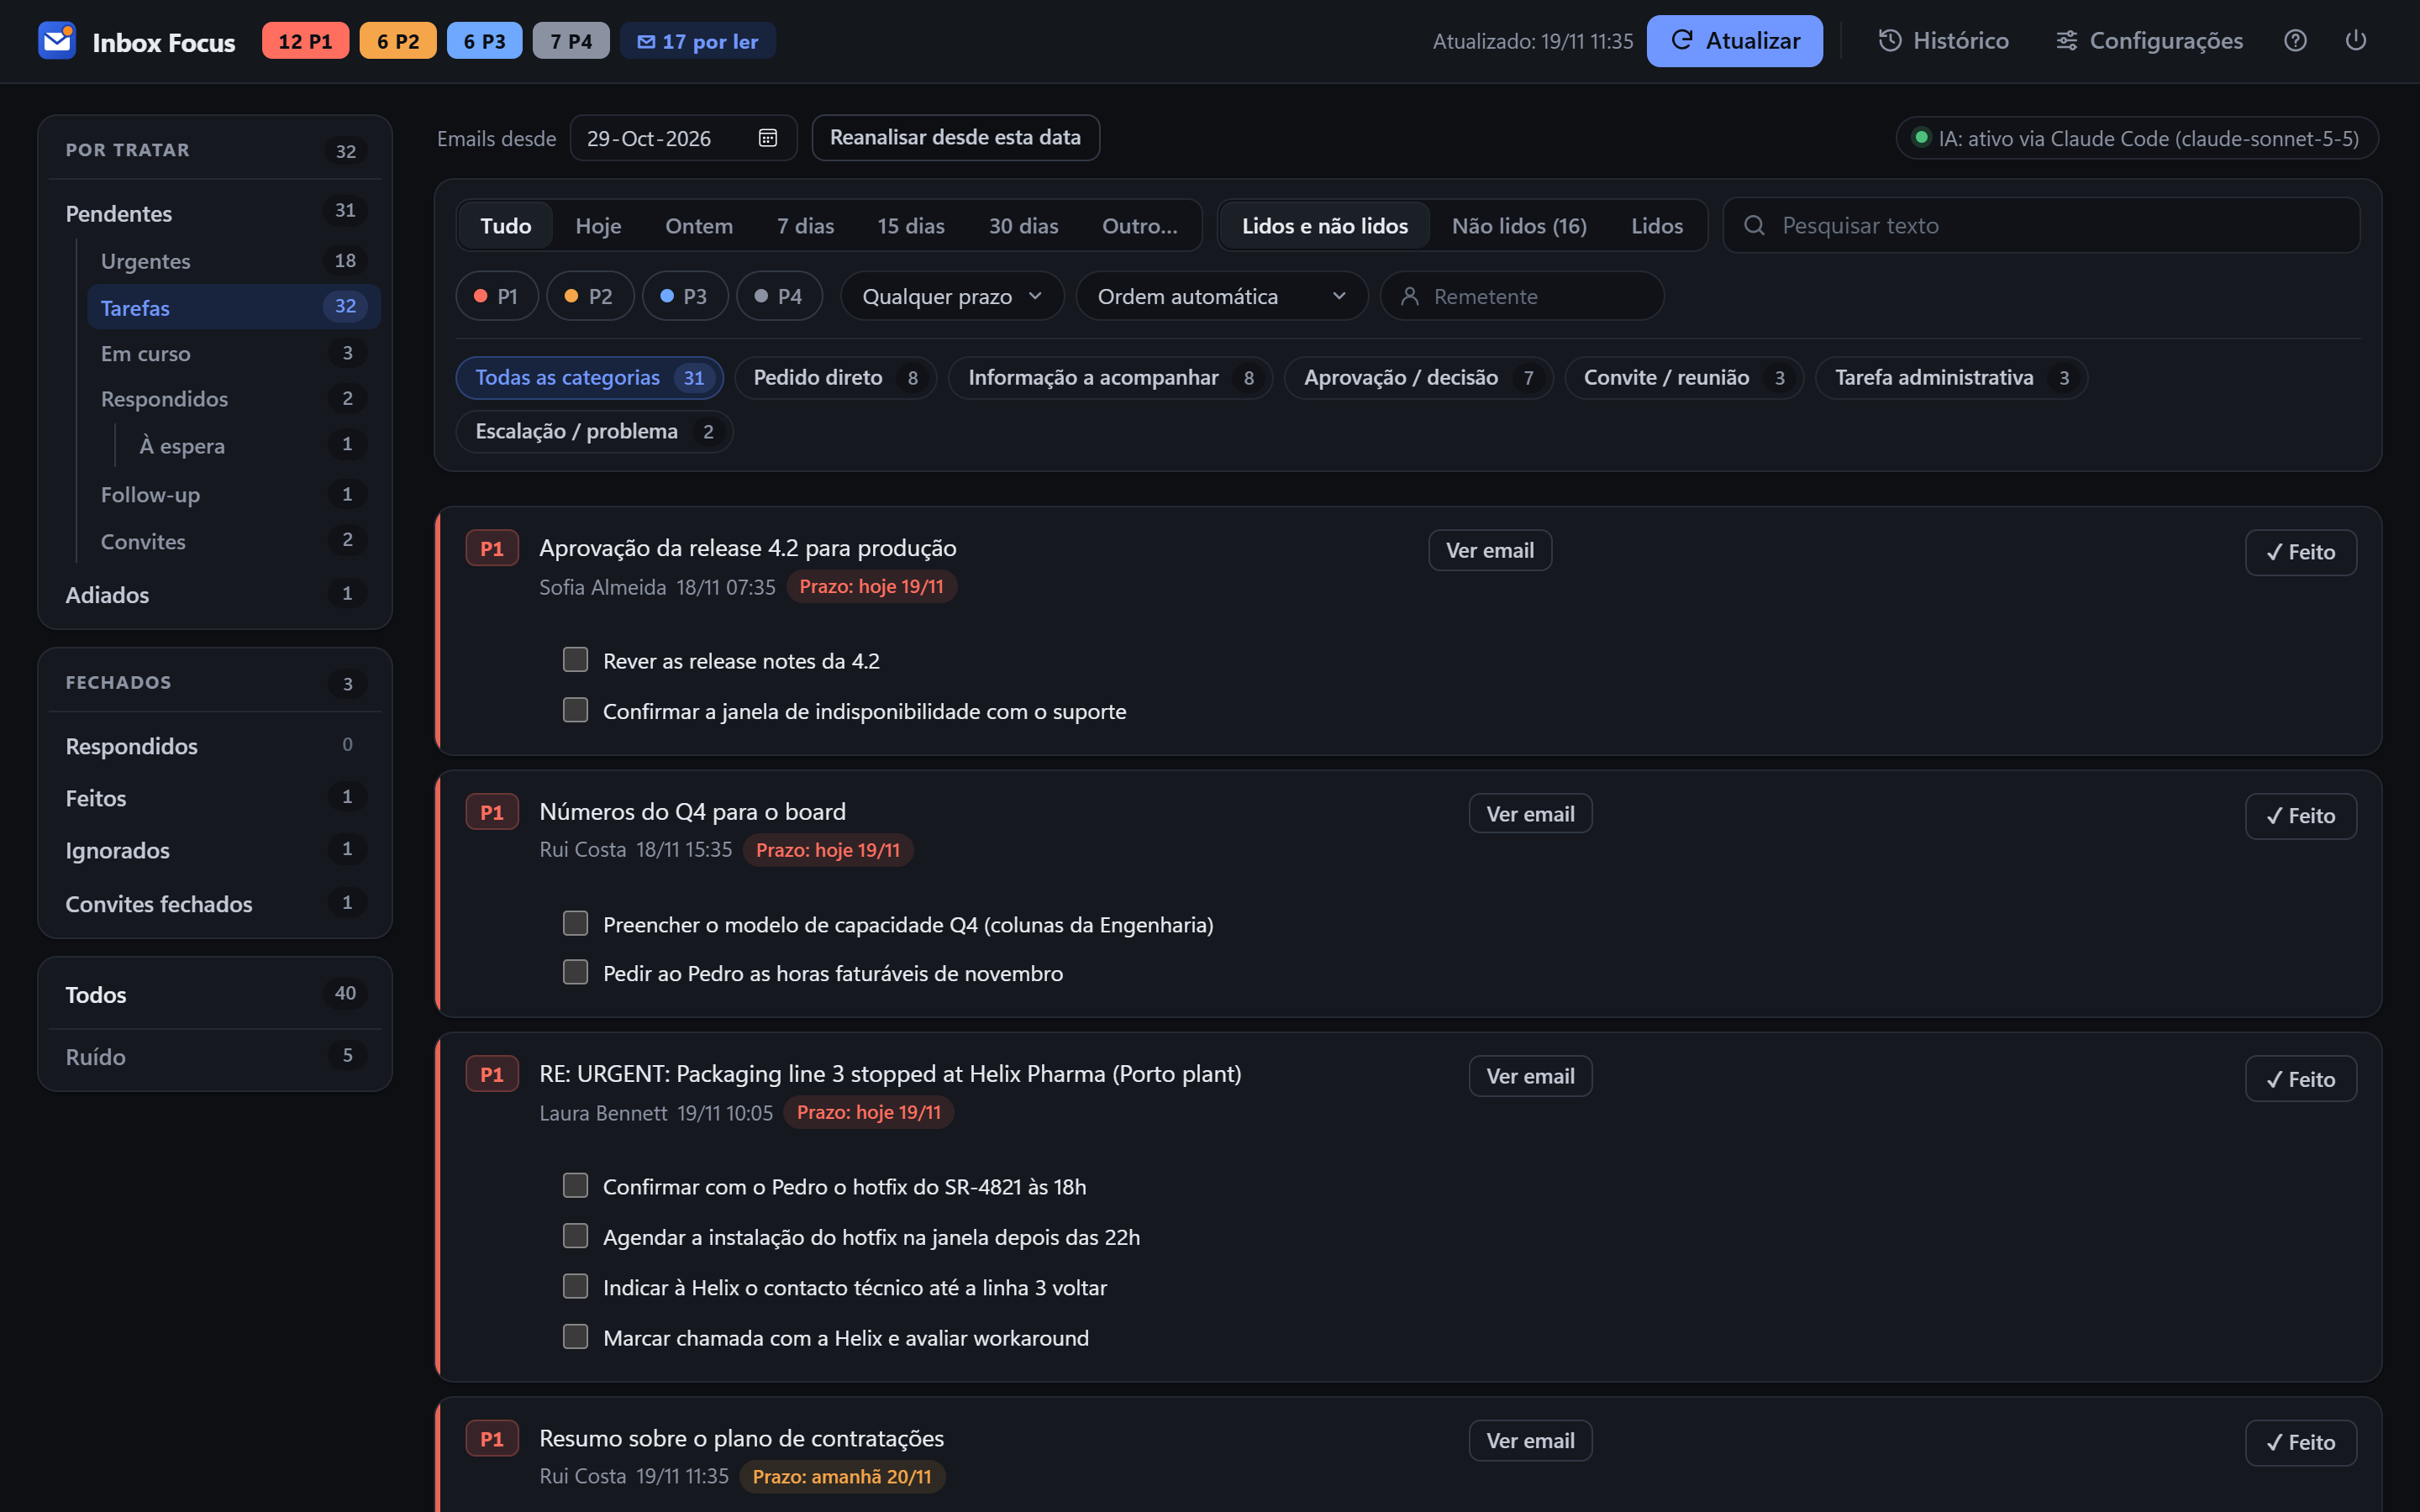 Inbox Focus
12 P1
6 P2
6 P3
7 P4
17 por ler
Atualizado: 19/11 11:35
Atualizar
Histórico
Configurações
POR TRATAR 32
Pendentes 31
Urgentes 18
Tarefas 32
Em curso 3
Respondidos 2
À espera 1
Follow-up 1
Convites 2
Adiados 1
FECHADOS 3
Respondidos 0
Feitos 1
Ignorados 1
Convites fechados 1
Todos 40
Ruído 5
Emails desde 29-Oct-2026 Reanalisar desde esta data
IA: ativo via Claude Code (claude-sonnet-5-5)
Tudo Hoje Ontem 7 dias 15 dias 30 dias Outro...
Lidos e não lidos Não lidos (16) Lidos
Pesquisar texto
P1 P2 P3 P4 Qualquer prazo Ordem automática Remetente
Todas as categorias 31 Pedido direto 8 Informação a acompanhar 8 Aprovação / decisão 7 Convite / reunião 3 Tarefa administrativa 3
Escalação / problema 2
P1 Aprovação da release 4.2 para produção Ver email ✓ Feito
Sofia Almeida 18/11 07:35 Prazo: hoje 19/11
Rever as release notes da 4.2
Confirmar a janela de indisponibilidade com o suporte
P1 Números do Q4 para o board Ver email ✓ Feito
Rui Costa 18/11 15:35 Prazo: hoje 19/11
Preencher o modelo de capacidade Q4 (colunas da Engenharia)
Pedir ao Pedro as horas faturáveis de novembro
P1 RE: URGENT: Packaging line 3 stopped at Helix Pharma (Porto plant) Ver email ✓ Feito
Laura Bennett 19/11 10:05 Prazo: hoje 19/11
Confirmar com o Pedro o hotfix do SR-4821 às 18h
Agendar a instalação do hotfix na janela depois das 22h
Indicar à Helix o contacto técnico até a linha 3 voltar
Marcar chamada com a Helix e avaliar workaround
P1 Resumo sobre o plano de contratações Ver email ✓ Feito
Rui Costa 19/11 11:35 Prazo: amanhã 20/11